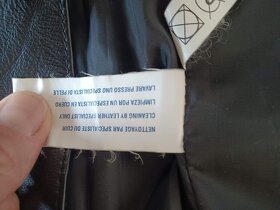 NETTOYAGE PAR SPECIALISTE DU CUIR
CLEANING BY LEATHER SPECIALIST ONLY
LIMPIEZA POR UN ESPECIALISTA EN CUERO
LAVARE PRESSO UNO SPECIALISTA DI PELLE